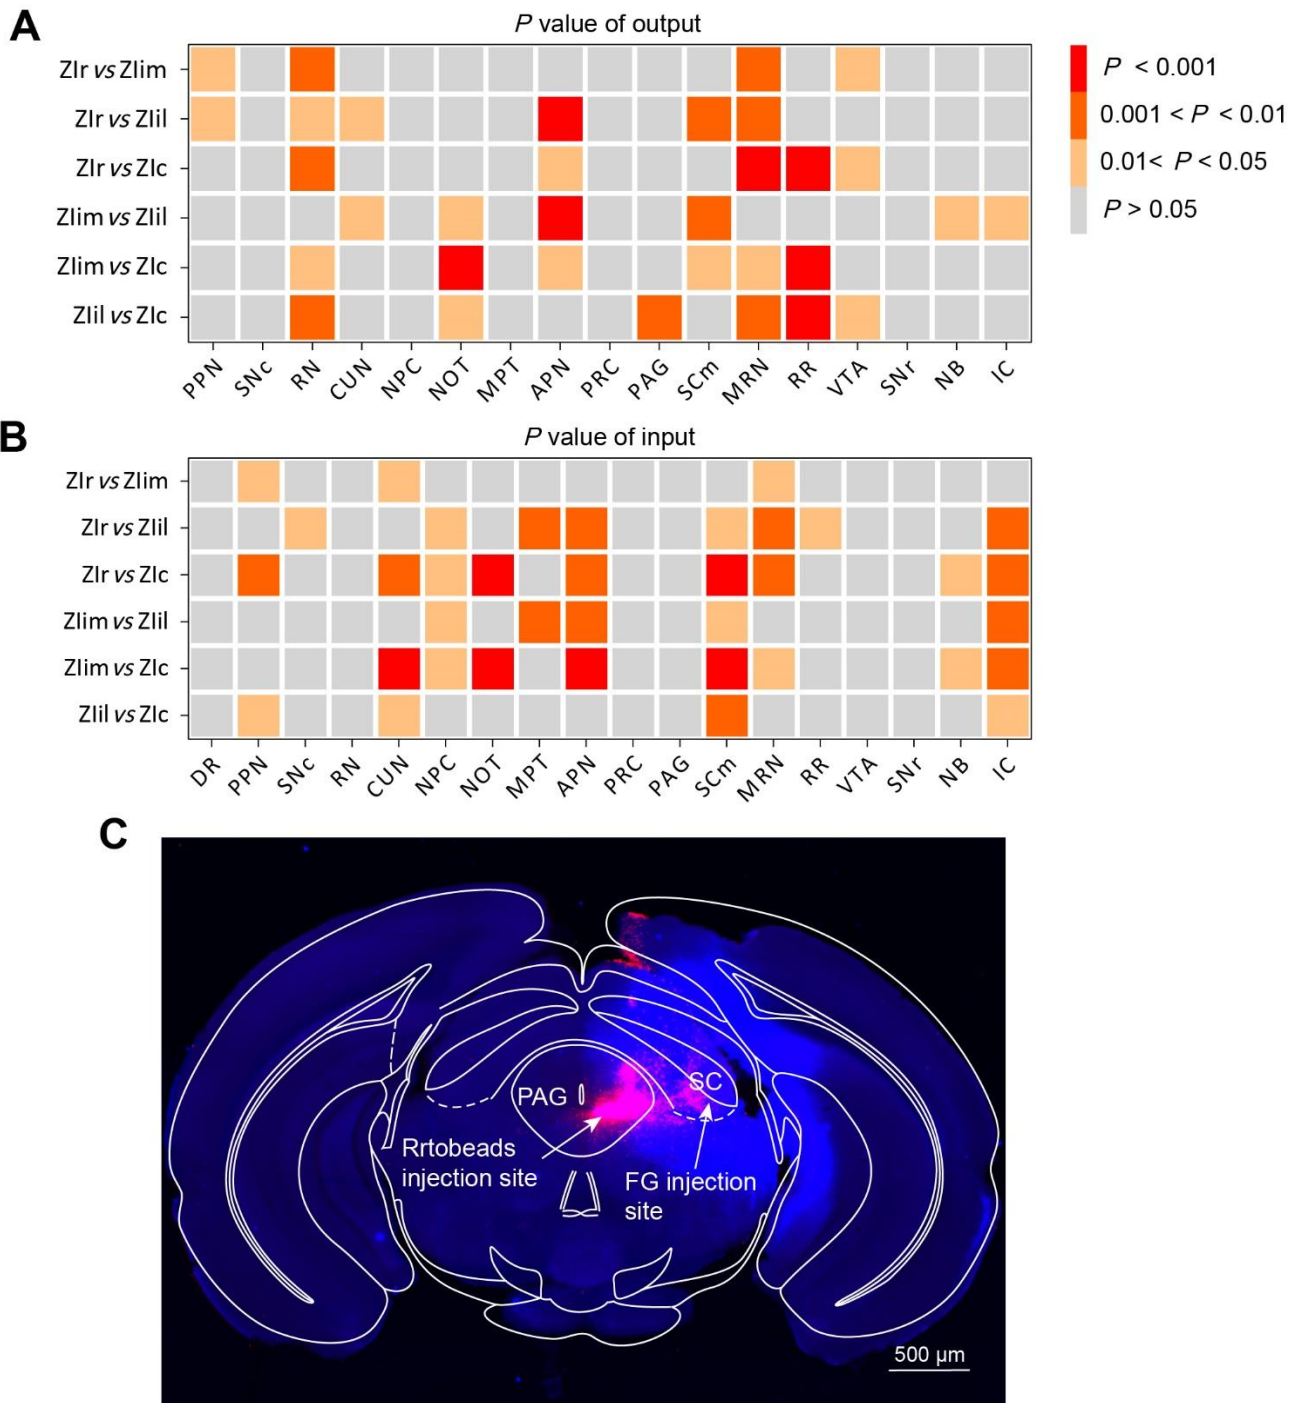 A
P value of output
ZIr vs ZIim
ZIr vs ZIil
ZIr vs ZIc
ZIim vs ZIil
ZIim vs ZIc
ZIil vs ZIc
PPN SNc RN CUN NPC NOT MPT APN PRC PAG SCm MRN RR VTA SNr NB IC
P < 0.001
0.001 < P < 0.01
0.01< P < 0.05
P > 0.05
B
P value of input
ZIr vs ZIim
ZIr vs ZIil
ZIr vs ZIc
ZIim vs ZIil
ZIim vs ZIc
ZIil vs ZIc
DR PPN SNc RN CUN NPC NOT MPT APN PRC PAG SCm MRN RR VTA SNr NB IC
C
SC
PAG
Rrtobeads
injection site
FG injection
site
500 µm